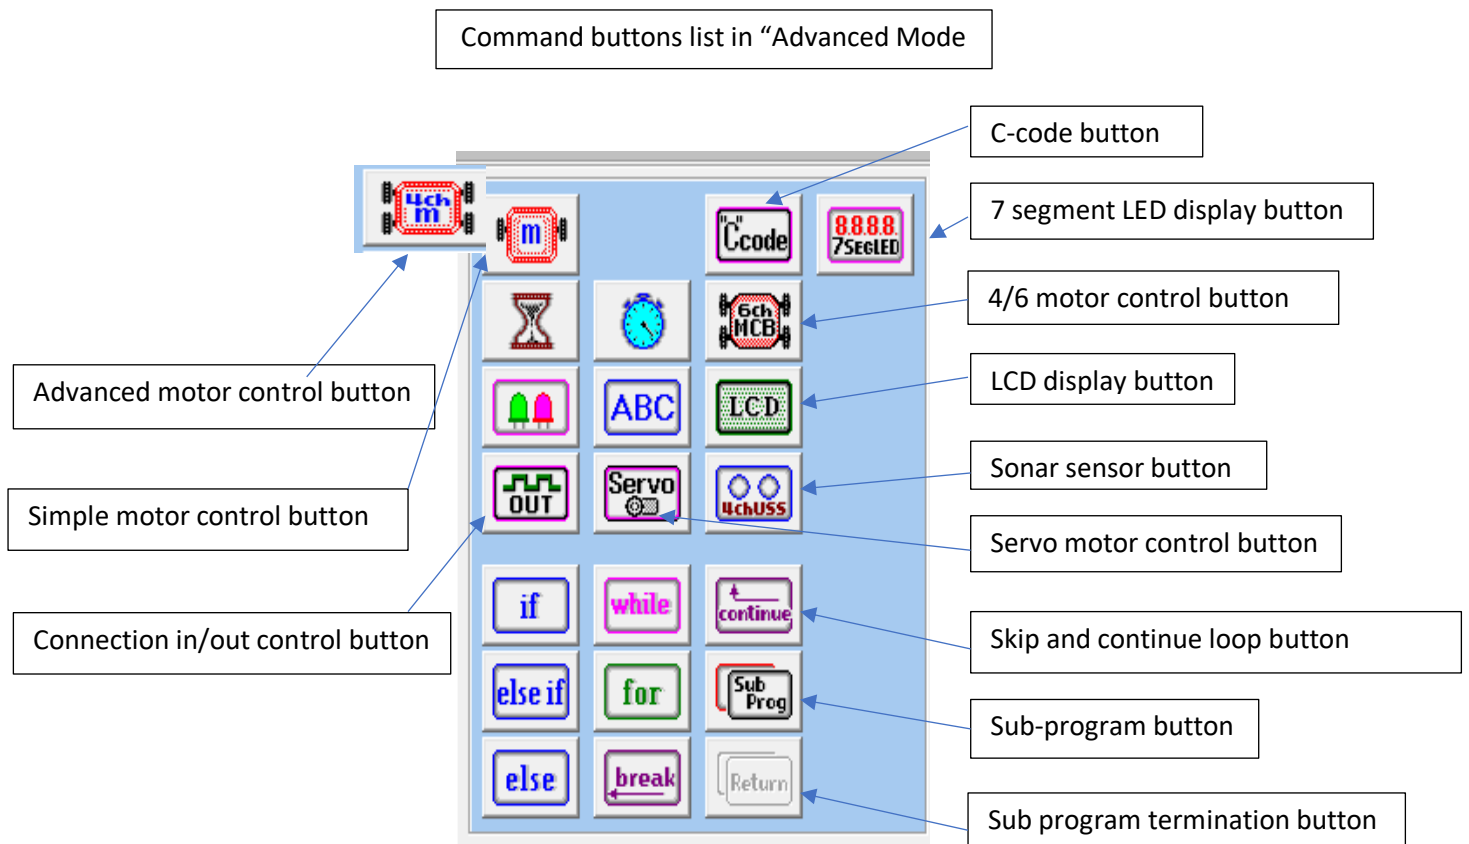 Command buttons list in “Advanced Mode
C-code button
7 segment LED display button
4/6 motor control button
LCD display button
Sonar sensor button
Servo motor control button
Skip and continue loop button
Sub-program button
Sub program termination button
Advanced motor control button
Simple motor control button
Connection in/out control button
4ch
m
m
"C"
Ccode
8.8.8.8.
7SEGLED
6ch
MCB
ABC
LCD
OUT
Servo
4chUSS
if
while
continue
else if
for
Sub
Prog
else
break
Return